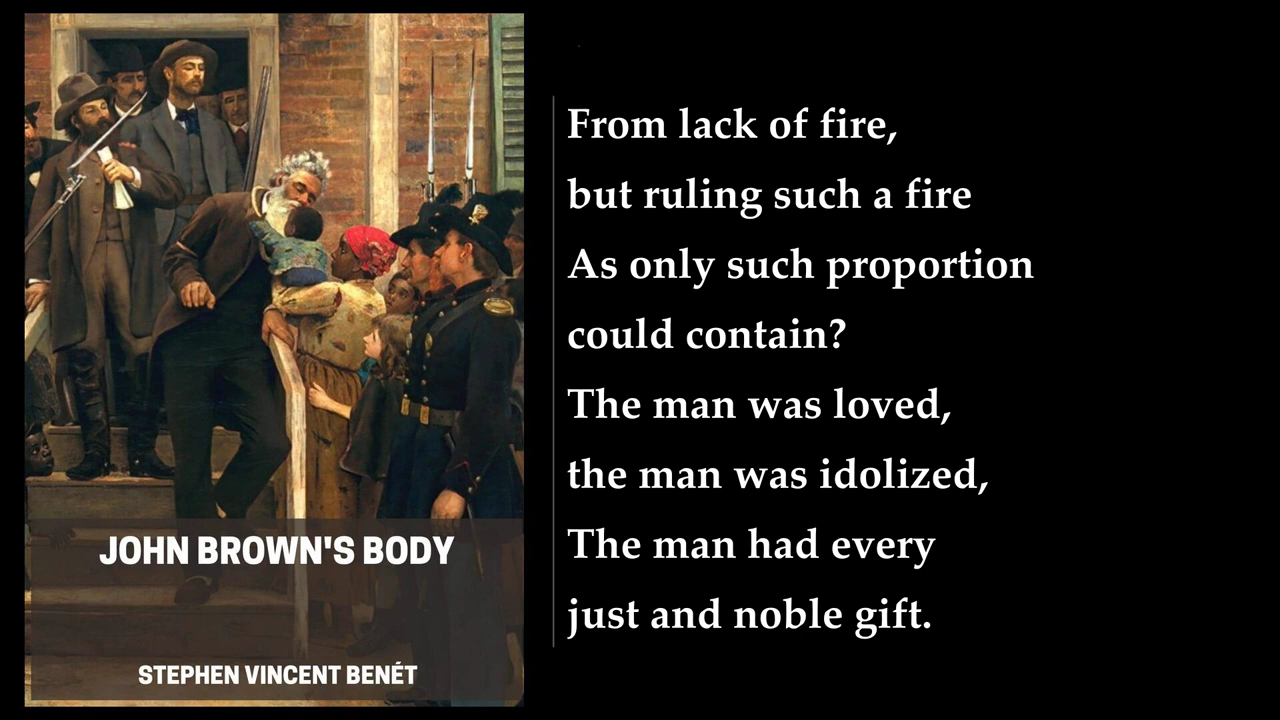 JOHN BROWN'S BODY
STEPHEN VINCENT BENÉT
From lack of fire,
but ruling such a fire
As only such proportion
could contain?
The man was loved,
the man was idolized,
The man had every
just and noble gift.